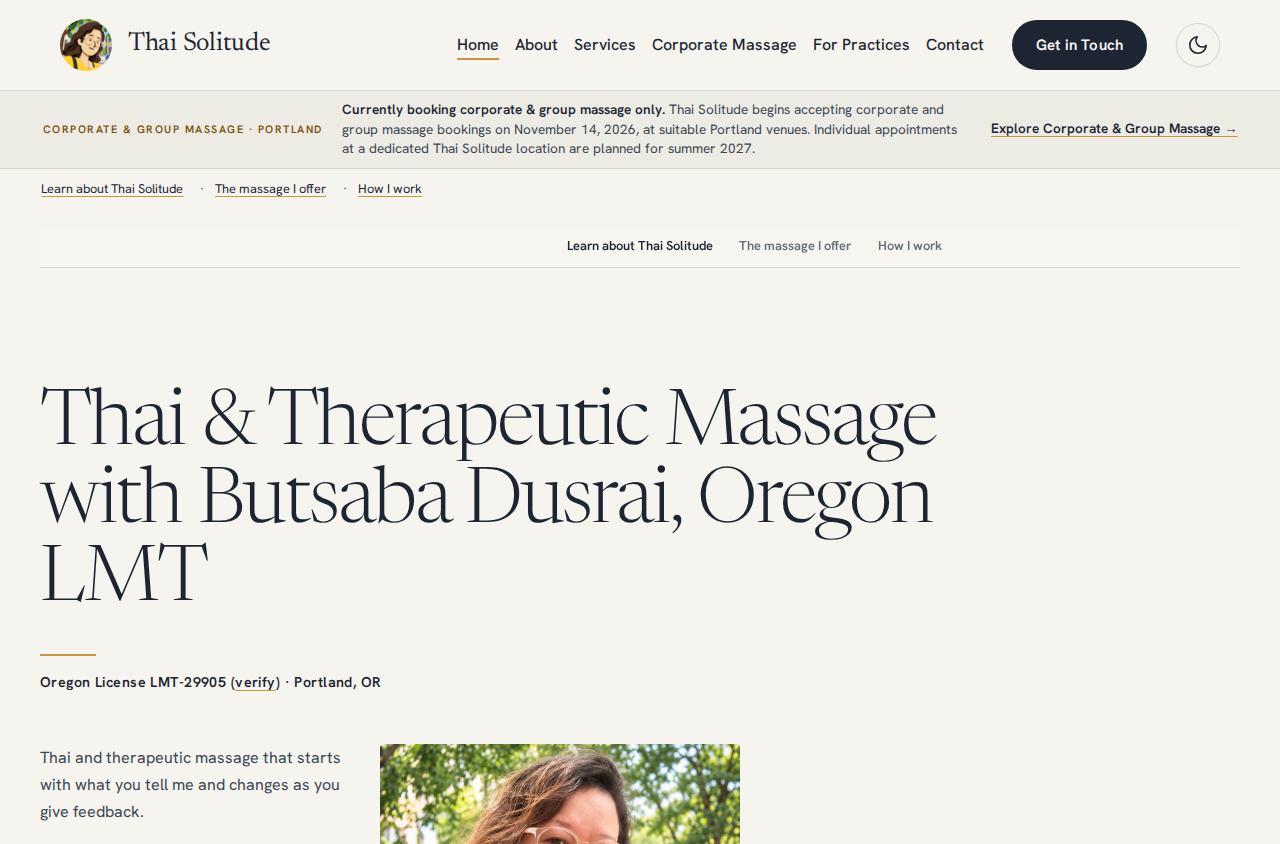 Thai Solitude
Home About Services Corporate Massage For Practices Contact Get in Touch
CORPORATE & GROUP MASSAGE · PORTLAND
Currently booking corporate & group massage only. Thai Solitude begins accepting corporate and
group massage bookings on November 14, 2026, at suitable Portland venues. Individual appointments
at a dedicated Thai Solitude location are planned for summer 2027.
Explore Corporate & Group Massage →
Learn about Thai Solitude · The massage I offer · How I work
Learn about Thai Solitude The massage I offer How I work
Thai & Therapeutic Massage
with Butsaba Dusrai, Oregon
LMT
Oregon License LMT-29905 (verify) · Portland, OR
Thai and therapeutic massage that starts
with what you tell me and changes as you
give feedback.